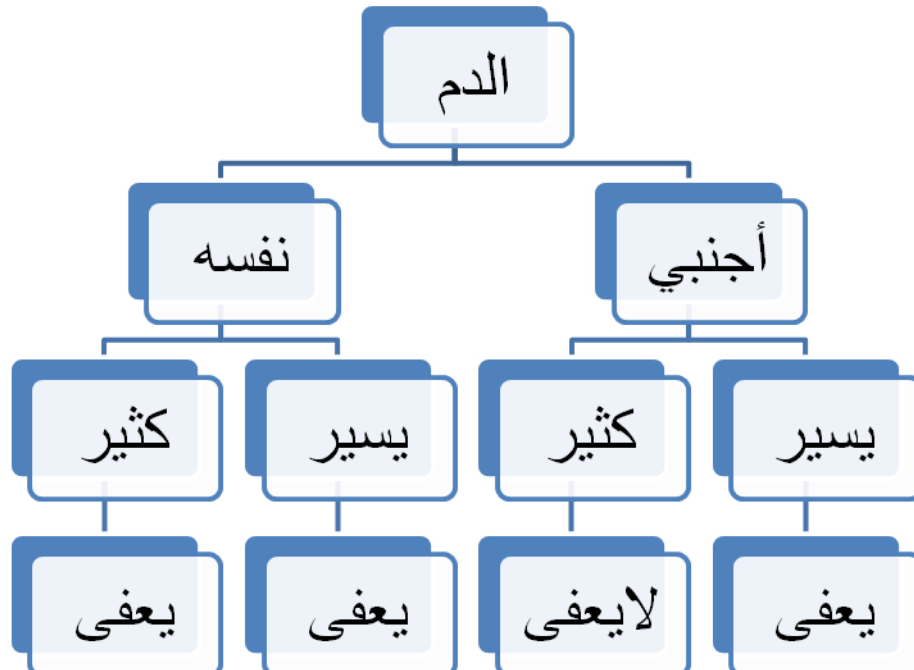 الدم
أجنبي
نفسه
يسير
كثير
يسير
كثير
يعفى
لايعفى
يعفى
يعفى